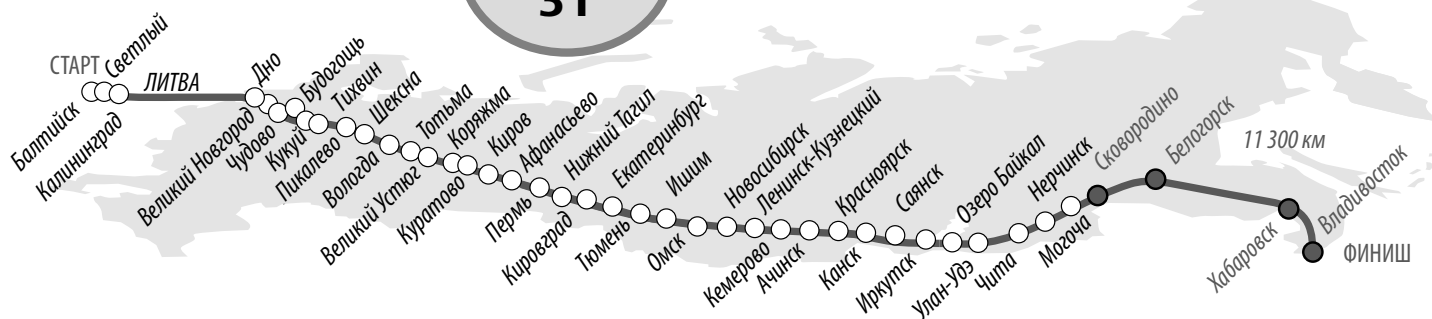 31
СТАРТ
Балтийск
Светлый
Калининград
ЛИТВА
Дно
Великий Новгород
Чудово
Будогощь
Кукуй
Тихвин
Пикалево
Шексна
Вологда
Тотьма
Великий Устюг
Коряжма
Куратово
Киров
Афанасьево
Пермь
Нижний Тагил
Кировград
Екатеринбург
Тюмень
Ишим
Омск
Новосибирск
Ленинск-Кузнецкий
Кемерово
Ачинск
Красноярск
Канск
Саянск
Иркутск
Озеро Байкал
Улан-Удэ
Чита
Нерчинск
Могоча
Сковородино
Белогорск
11 300 км
Хабаровск
Владивосток
ФИНИШ